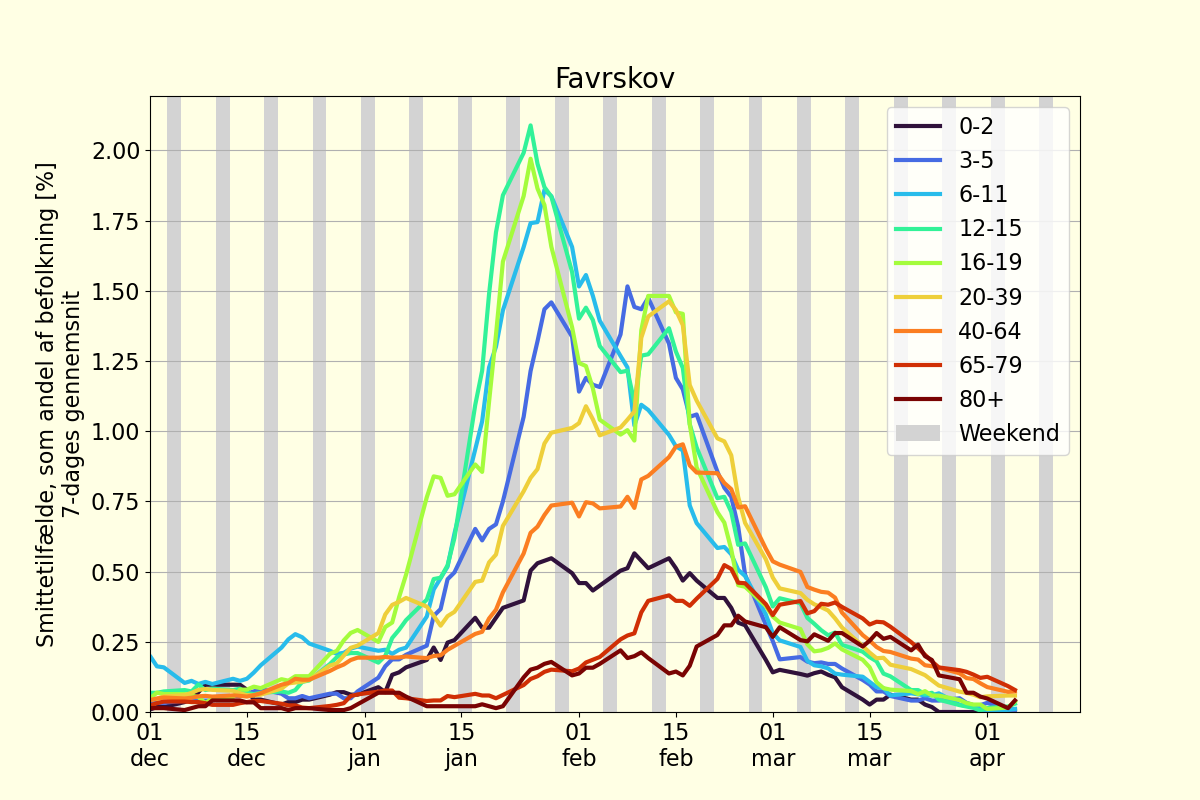 Favrskov
Smittetilfælde, som andel af befolkning [%]
7-dages gennemsnit
2.00
1.75
1.50
1.25
1.00
0.75
0.50
0.25
0.00
01 dec
15 dec
01 jan
15 jan
01 feb
15 feb
01 mar
15 mar
01 apr
0-2
3-5
6-11
12-15
16-19
20-39
40-64
65-79
80+
Weekend